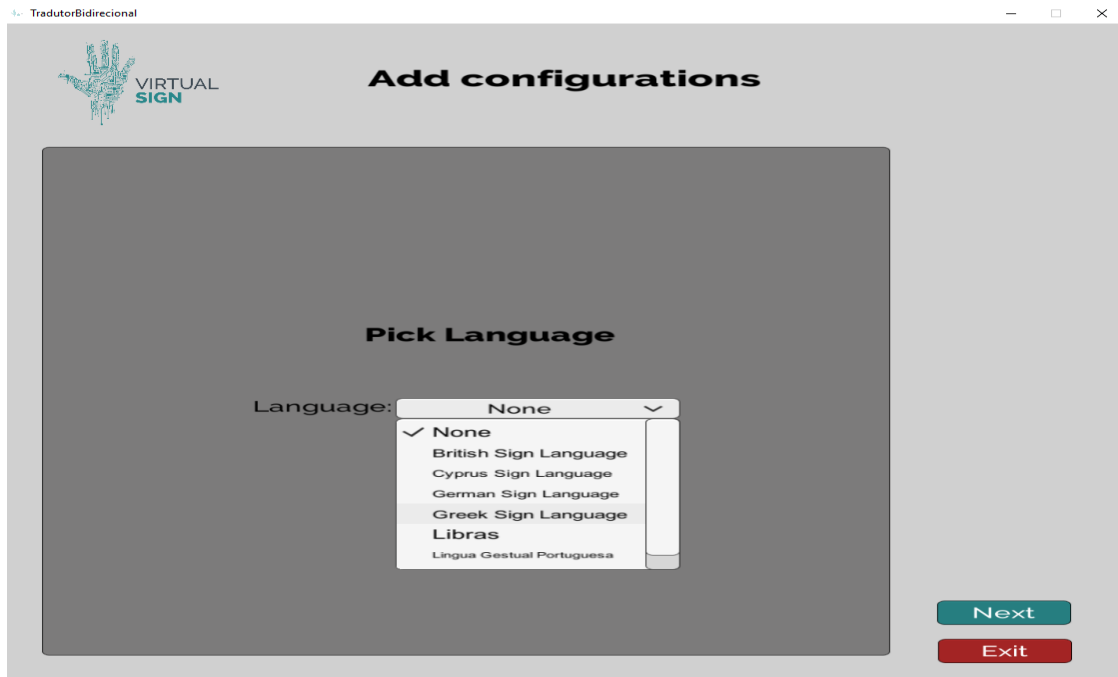 TradutorBidirecional
VIRTUAL
SIGN
Add configurations
Pick Language
Language: None
None
British Sign Language
Cyprus Sign Language
German Sign Language
Greek Sign Language
Libras
Lingua Gestual Portuguesa
Next
Exit